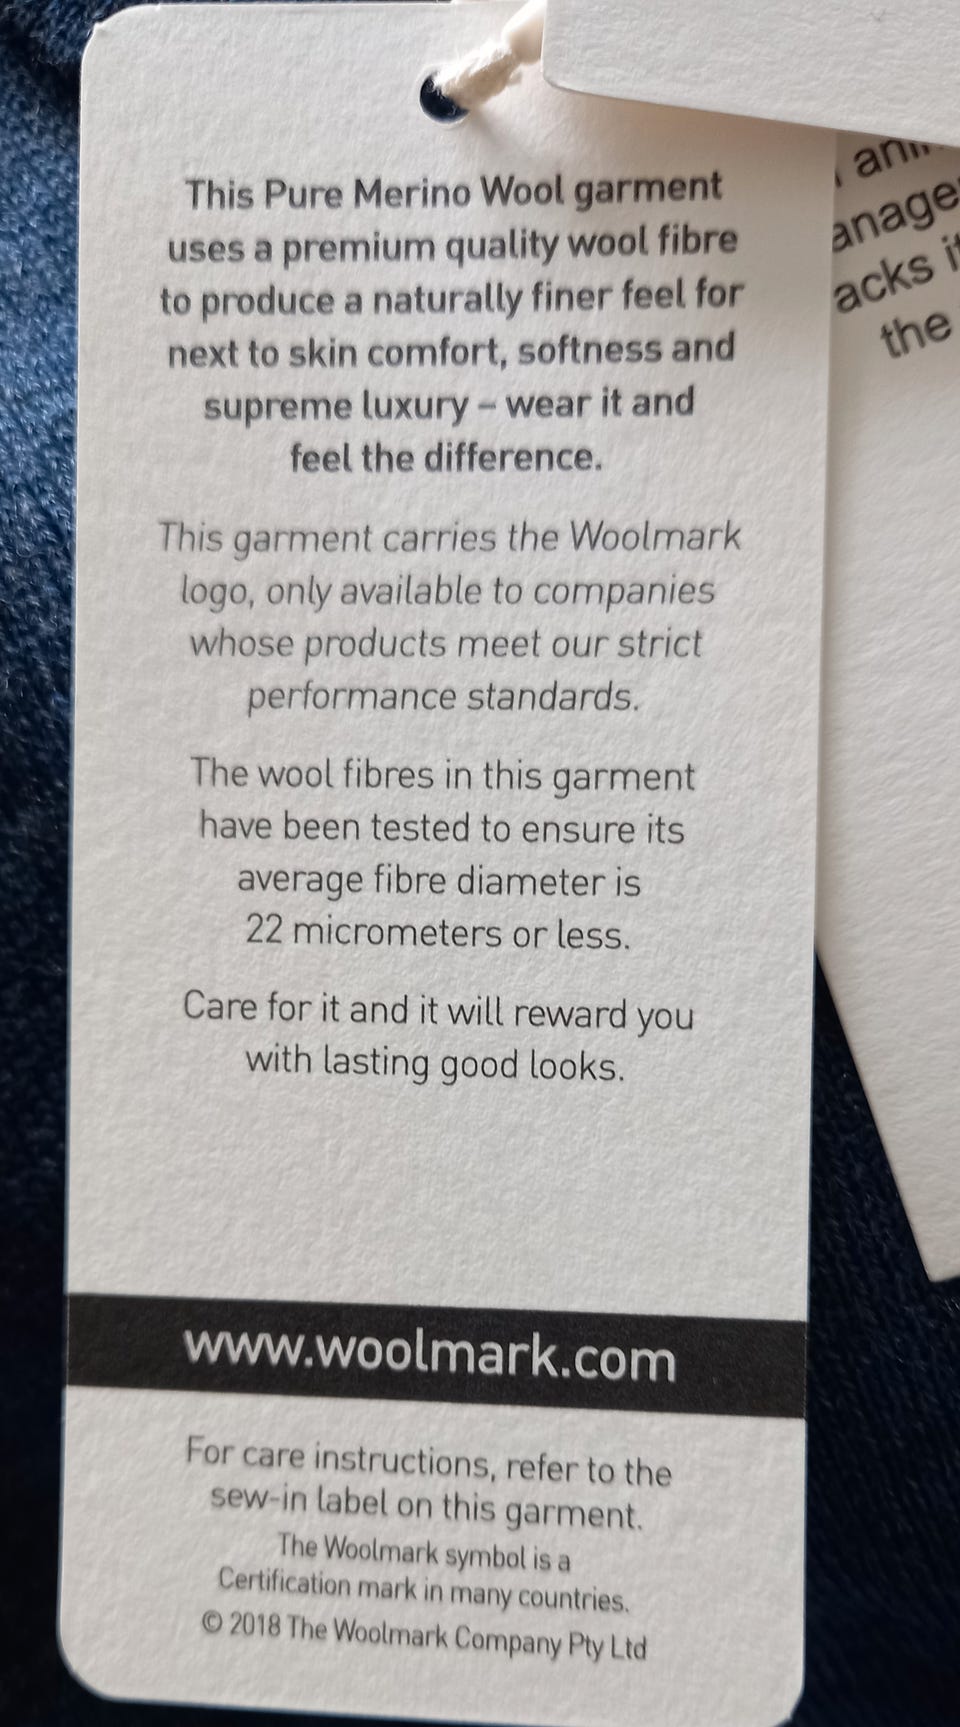 This Pure Merino Wool garment
uses a premium quality wool fibre
to produce a naturally finer feel for
next to skin comfort, softness and
supreme luxury – wear it and
feel the difference.
This garment carries the Woolmark
logo, only available to companies
whose products meet our strict
performance standards.
The wool fibres in this garment
have been tested to ensure its
average fibre diameter is
22 micrometers or less.
Care for it and it will reward you
with lasting good looks.
www.woolmark.com
For care instructions, refer to the
sew-in label on this garment.
The Woolmark symbol is a
Certification mark in many countries.
© 2018 The Woolmark Company Pty Ltd
the